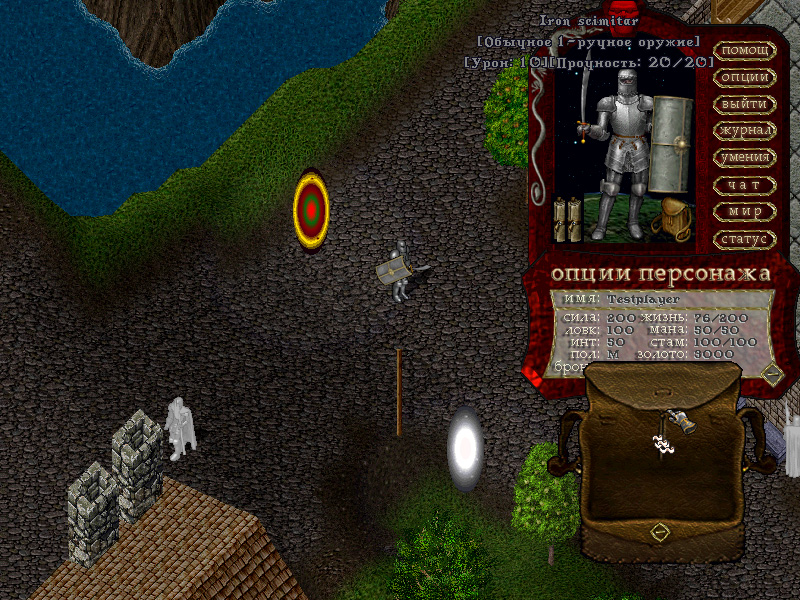 Iron scimitar
[Обычное 1-ручное оружие]
[Урон: 10][Прочность: 20/20]
помощ
опции
выйти
журнал
умения
чат
мир
статус
опции персонажа
имя: Testplayer
сила: 200 жизнь: 76/200
ловк: 100 мана: 50/50
инт: 50 стам: 100/100
пол: м золото: 9000